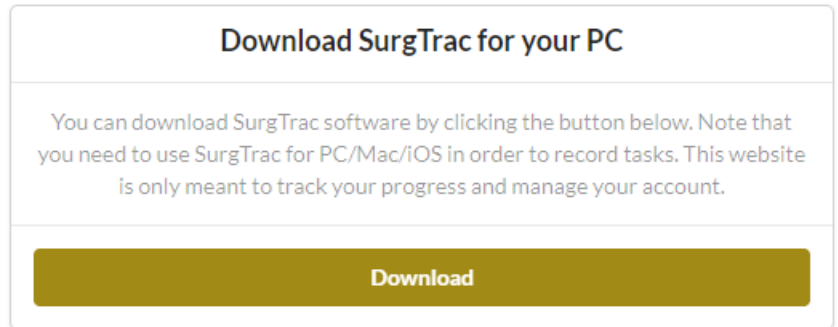 Download SurgTrac for your PC
You can download SurgTrac software by clicking the button below. Note that
you need to use SurgTrac for PC/Mac/iOS in order to record tasks. This website
is only meant to track your progress and manage your account.
Download